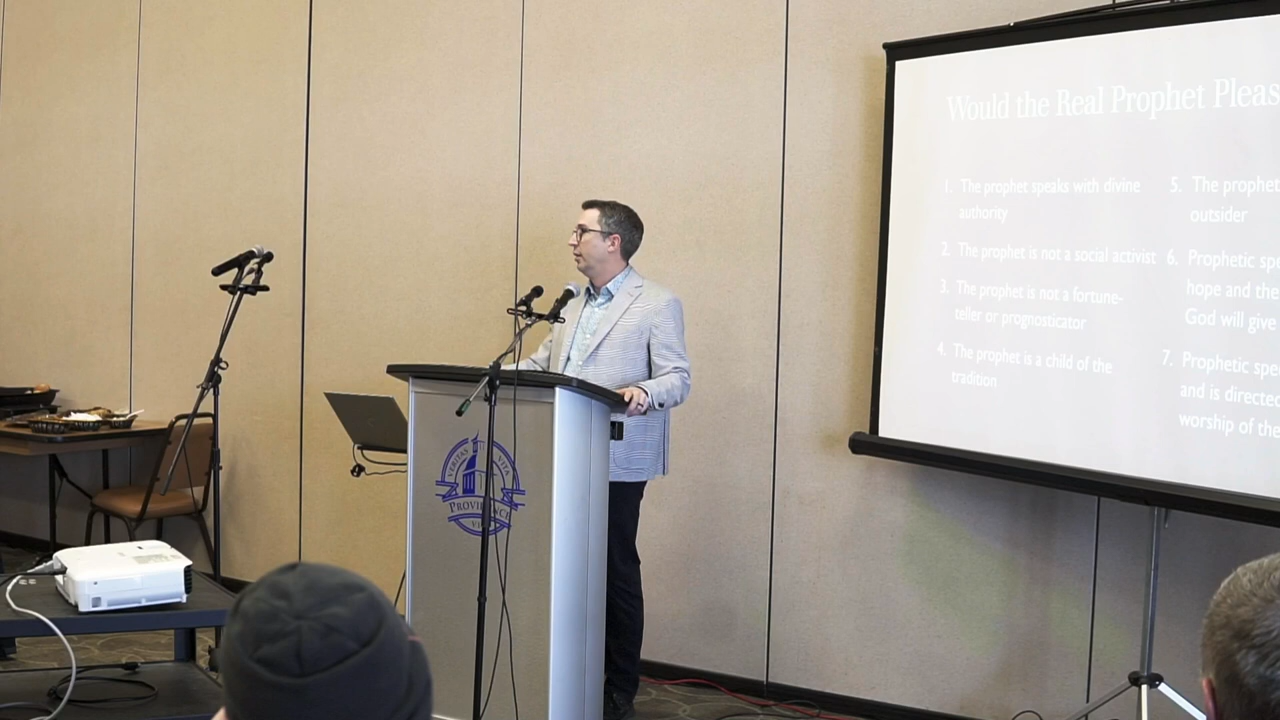 Would the Real Prophet Pleas
1. The prophet speaks with divine
authority
2. The prophet is not a social activist
3. The prophet is not a fortune-
teller or prognosticator
4. The prophet is a child of the
tradition
5. The prophet
outsider
6. Prophetic spe
hope and the
God will give
7. Prophetic spe
and is directed
worship of the
VERITAS VITA
PROVIDENCE